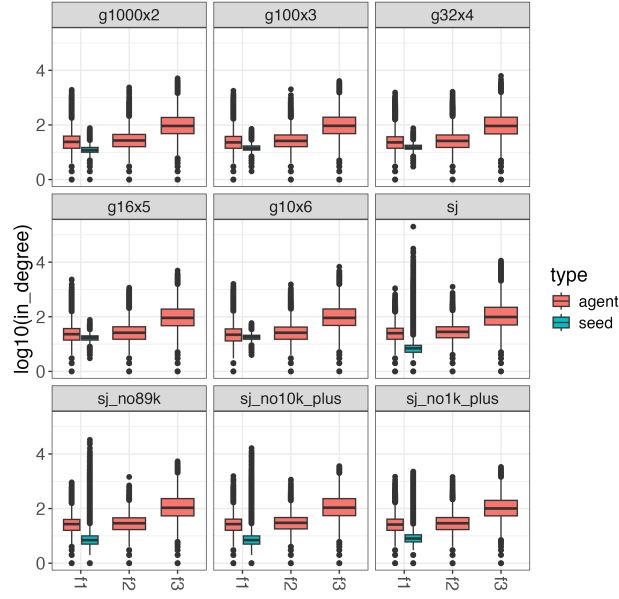 g1000x2 g100x3 g32x4
4
2
0
g16x5 g10x6 sj
4
2
0
sj_no89k sj_no10k_plus sj_no1k_plus
4
2
0
f1 f2 f3 f1 f2 f3 f1 f2 f3
log10(in_degree)
type
agent
seed